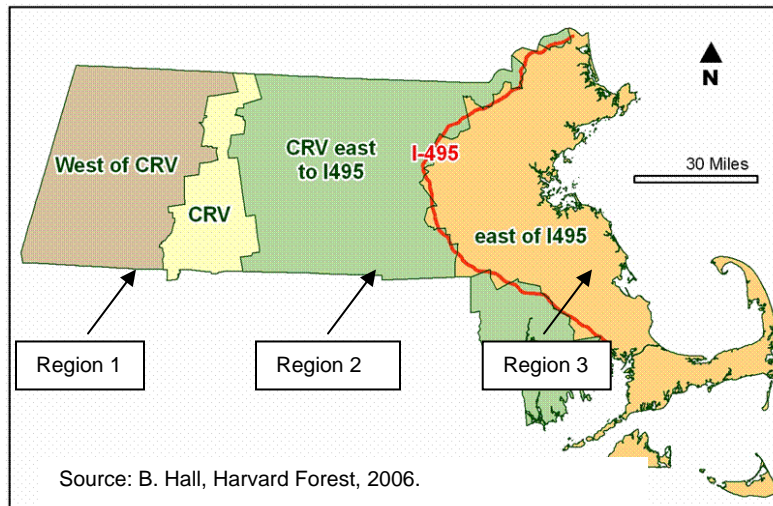 N
West of CRV
CRV east
to I495
I-495
30 Miles
CRV
east of I495
Region 1
Region 2
Region 3
Source: B. Hall, Harvard Forest, 2006.